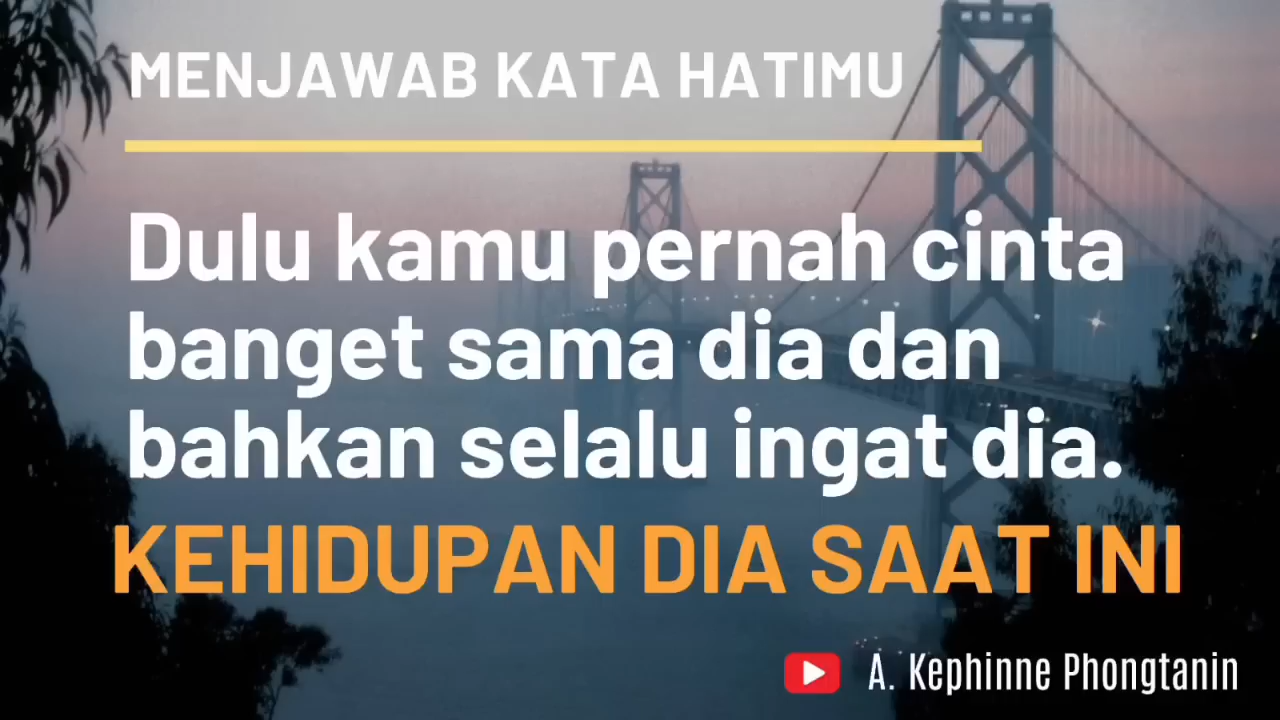 MENJAWAB KATA HATIMU
Dulu kamu pernah cinta
banget sama dia dan
bahkan selalu ingat dia.
KEHIDUPAN DIA SAAT INI
A. Kephinne Phongtanin